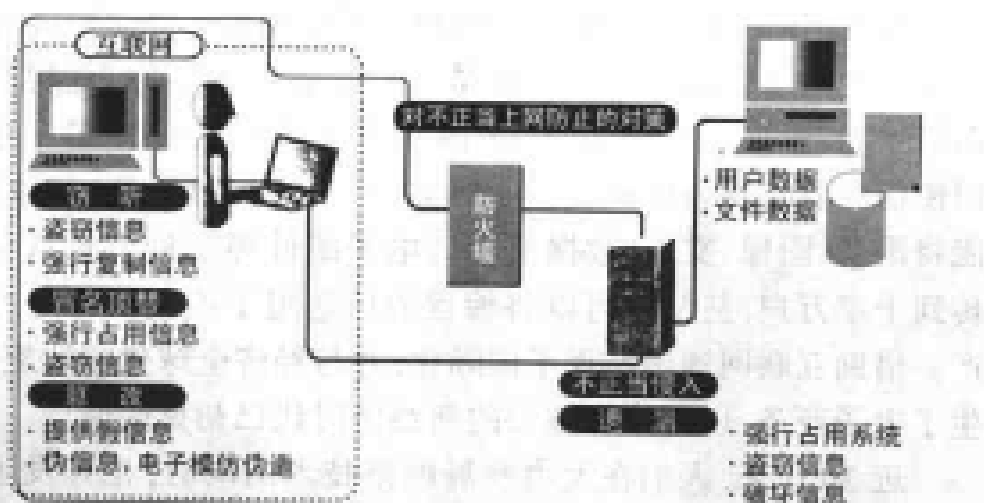 互联网
窃 听
·盗窃信息
·强行复制信息
冒名顶替
·强行占用信息
·盗窃信息
篡 改
·提供假信息
·伪信息,电子模仿伪造
对不正当上网防止的对策
防火墙
·用户数据
·文件数据
不正当侵入
·强行占用系统
·盗窃信息
·破坏信息